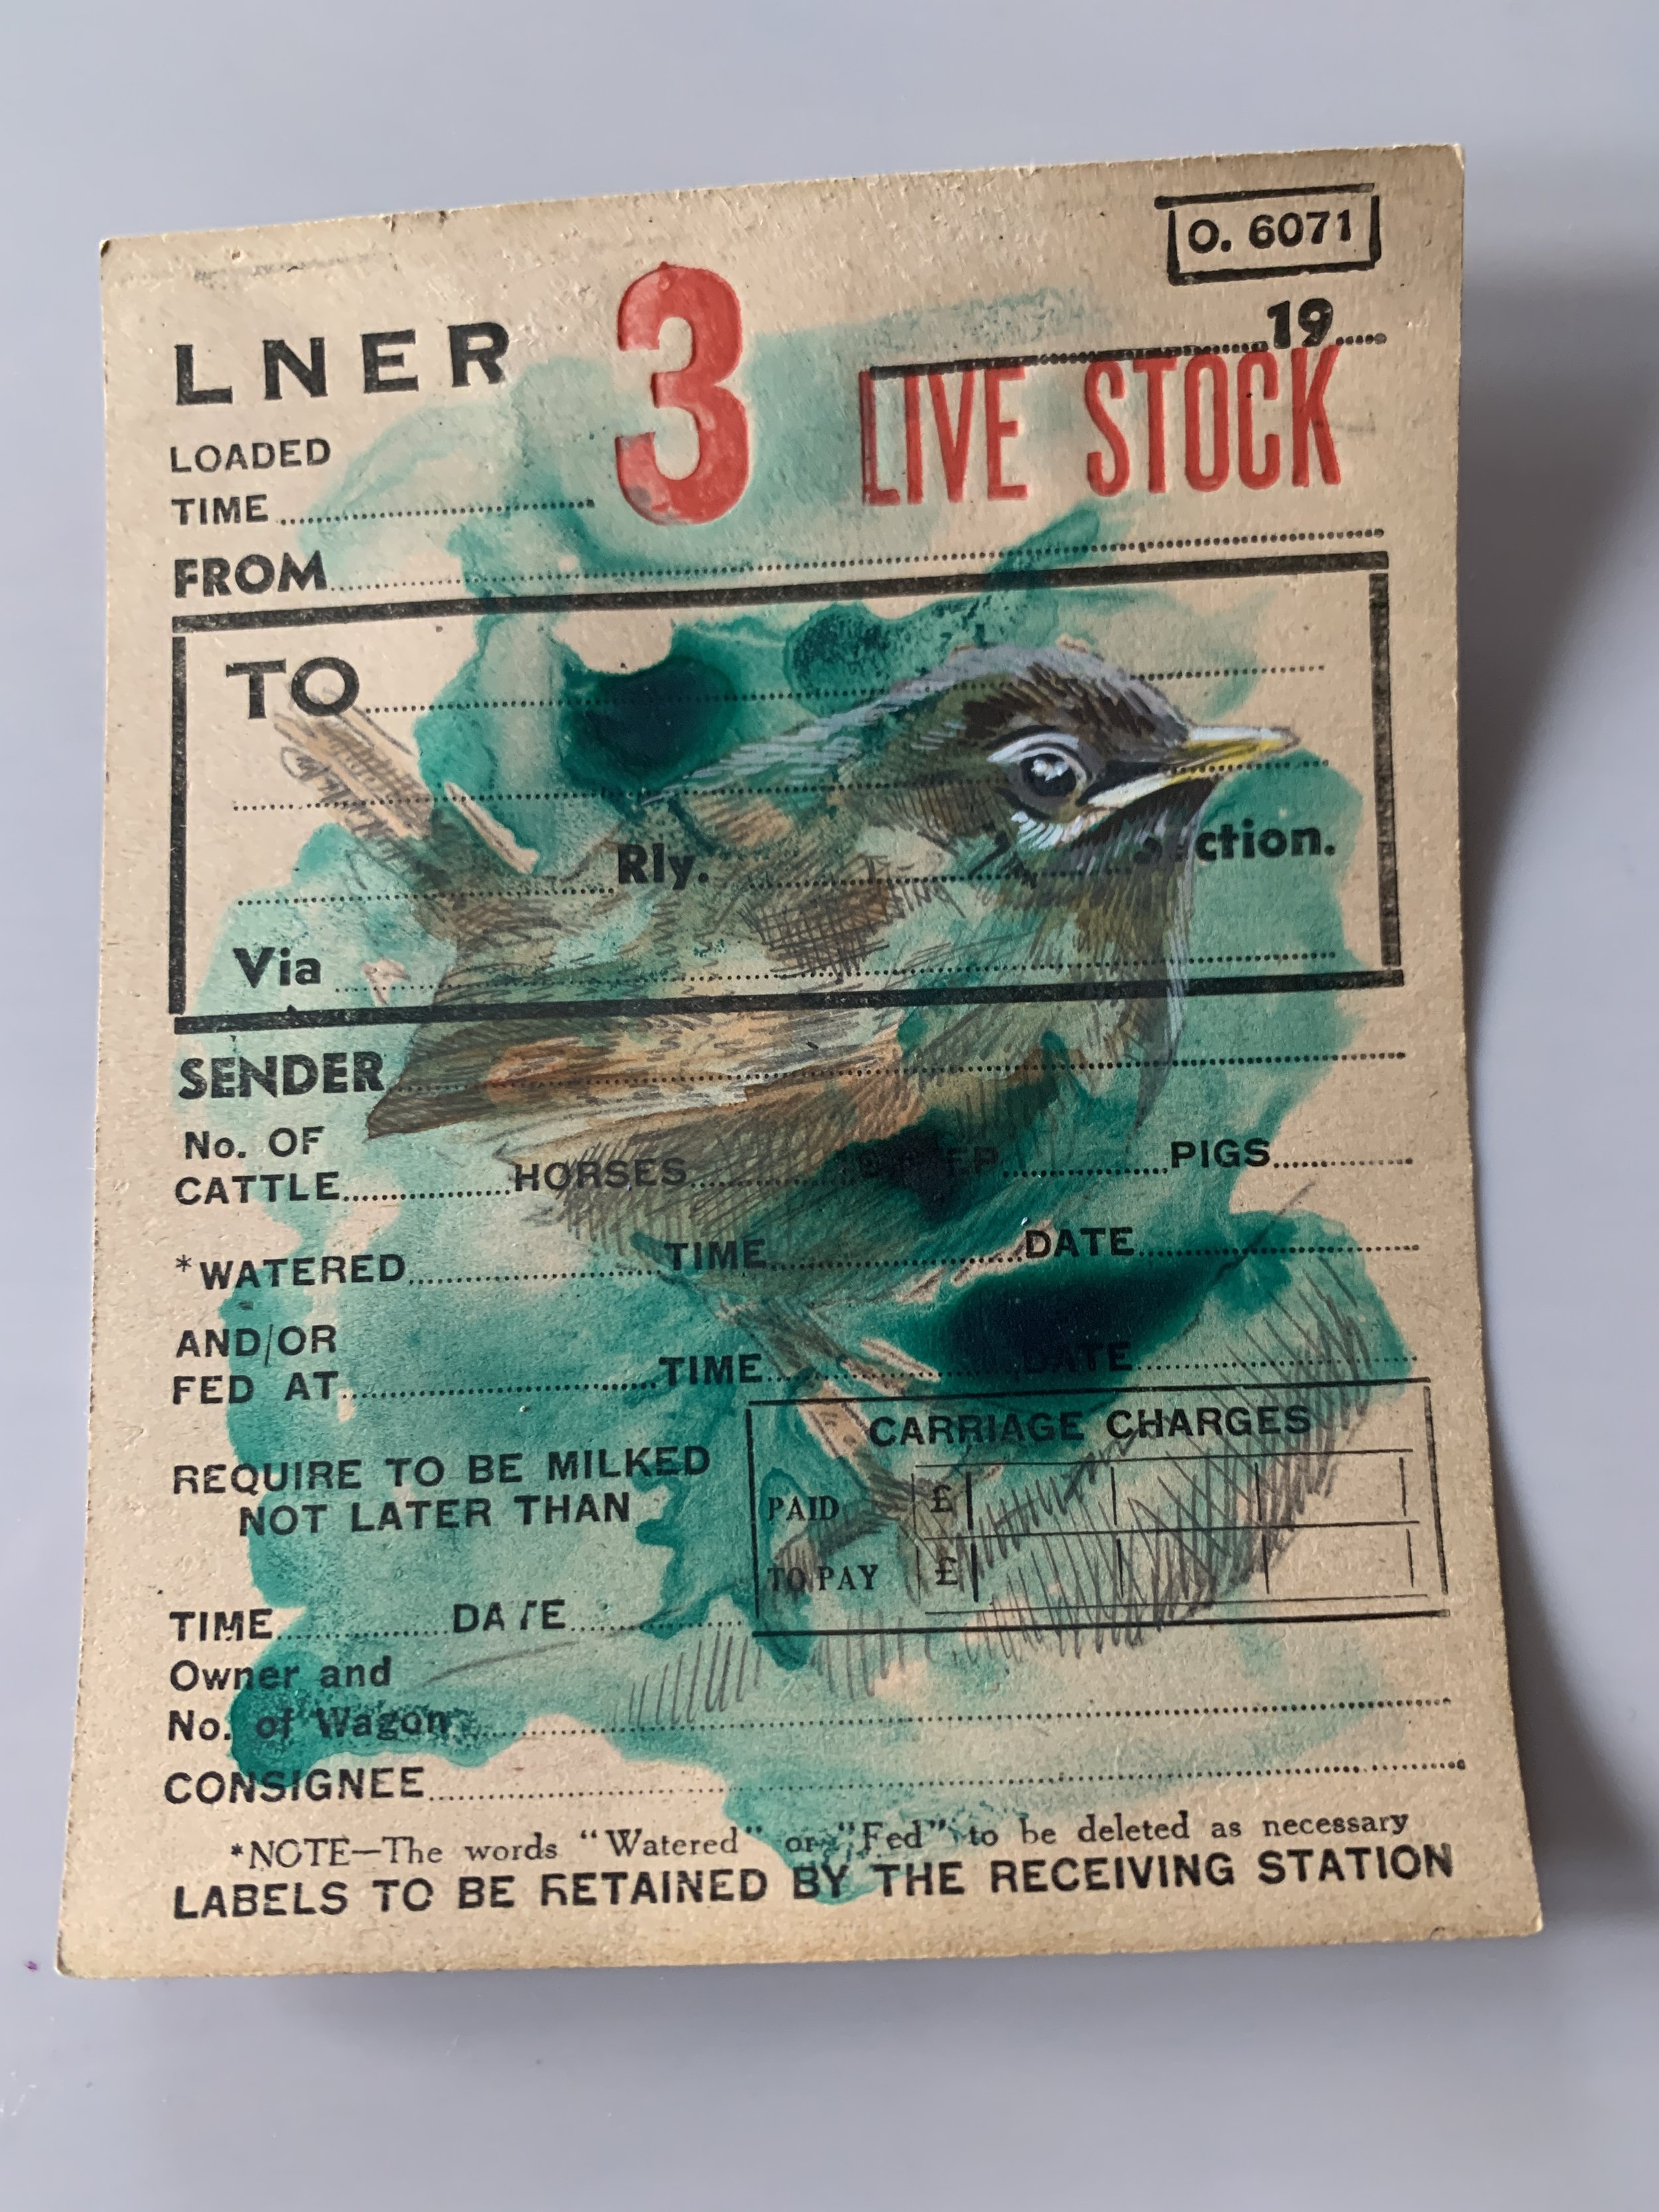 O. 6071
LNER 3 19
LIVE STOCK
LOADED
TIME
FROM
TO
Rly. ction.
Via
SENDER
No. OF
CATTLE HORSES PIGS
*WATERED TIME DATE
AND/OR
FED AT TIME DATE
CARRIAGE CHARGES
REQUIRE TO BE MILKED
NOT LATER THAN
PAID £
TO PAY £
TIME DATE
Owner and
No. of Wagon
CONSIGNEE
*NOTE—The words "Watered" or "Fed" to be deleted as necessary
LABELS TO BE RETAINED BY THE RECEIVING STATION